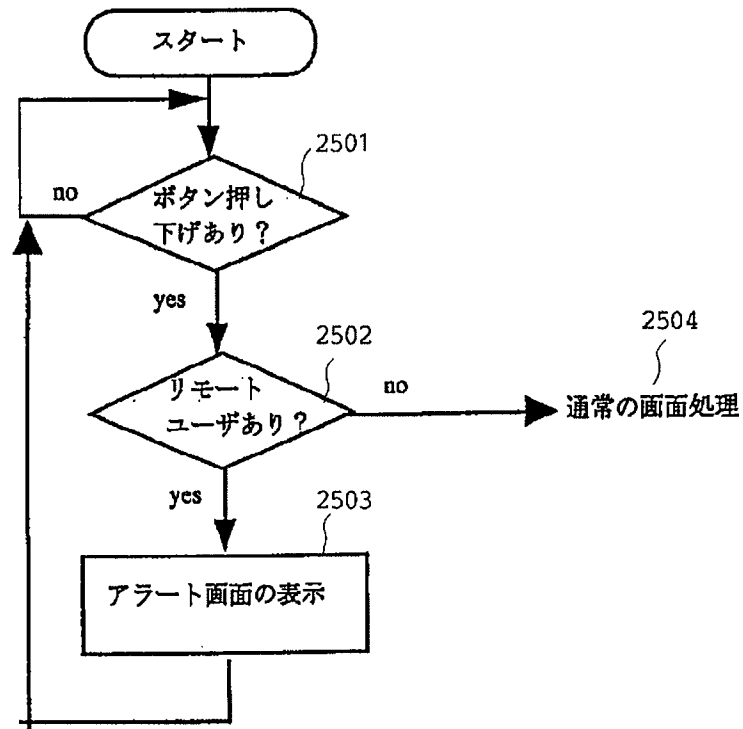 スタート
2501
no
ボタン押し
下げあり？
yes
2502
2504
リモート
ユーザあり？
no
通常の画面処理
yes
2503
アラート画面の表示